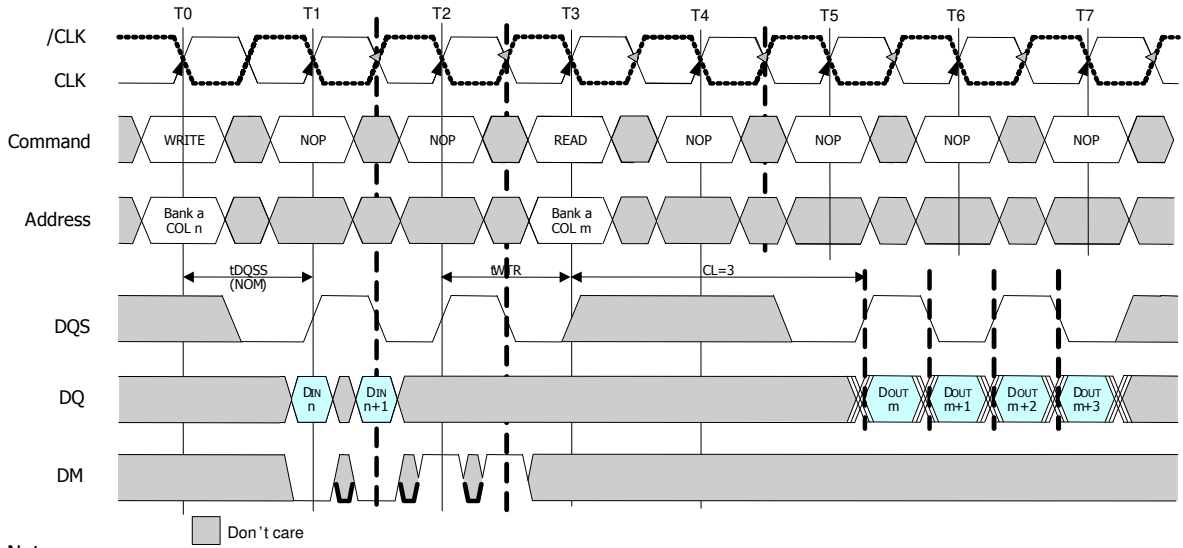 T0 T1 T2 T3 T4 T5 T6 T7
/CLK
CLK
Command WRITE NOP NOP READ NOP NOP NOP NOP
Address Bank a COL n Bank a COL m
tDQSS (NOM) tWTR CL=3
DQS
DQ DIN n DIN n+1 DOUT m DOUT m+1 DOUT m+2 DOUT m+3
DM
Don't care